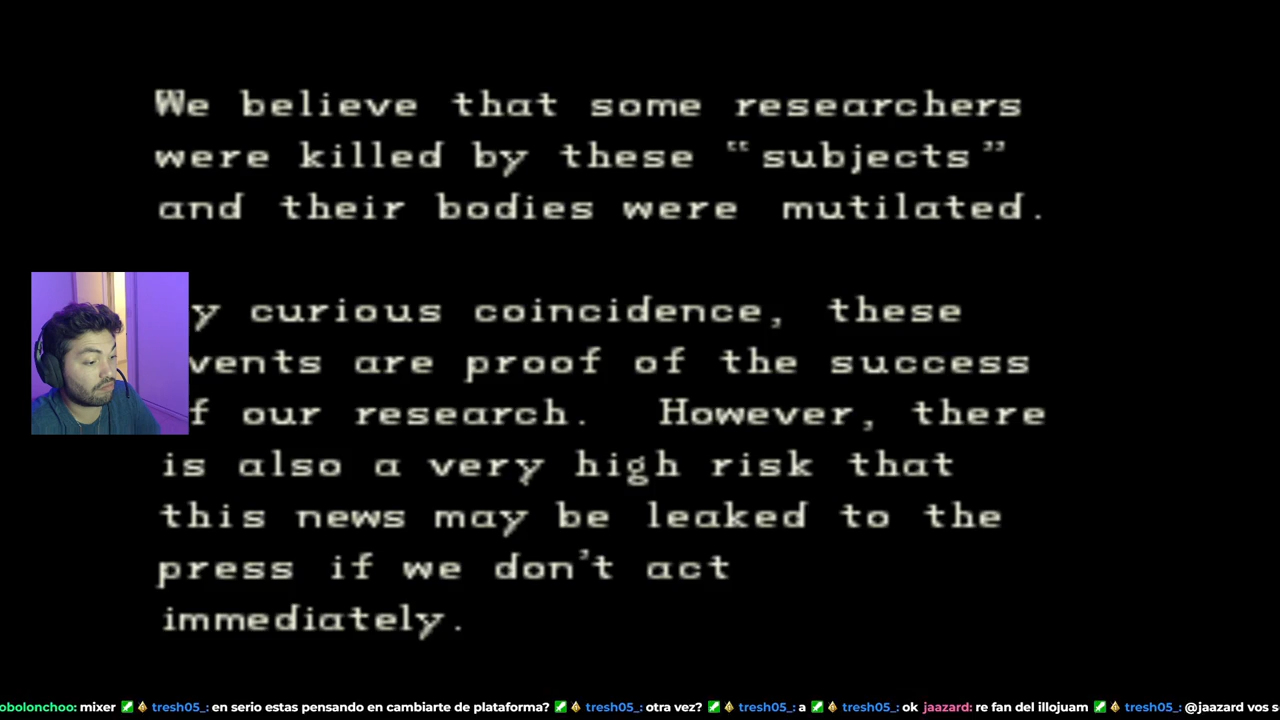 We believe that some researchers
were killed by these “subjects”
and their bodies were mutilated.
y curious coincidence, these
vents are proof of the success
f our research. However, there
is also a very high risk that
this news may be leaked to the
press if we don't act
immediately.
obolonchoo: mixer tresh05_: en serio estas pensando en cambiarte de plataforma? tresh05_: otra vez? tresh05_: a tresh05_: ok jaazard: re fan del illojuam tresh05_: @jaazard vos s